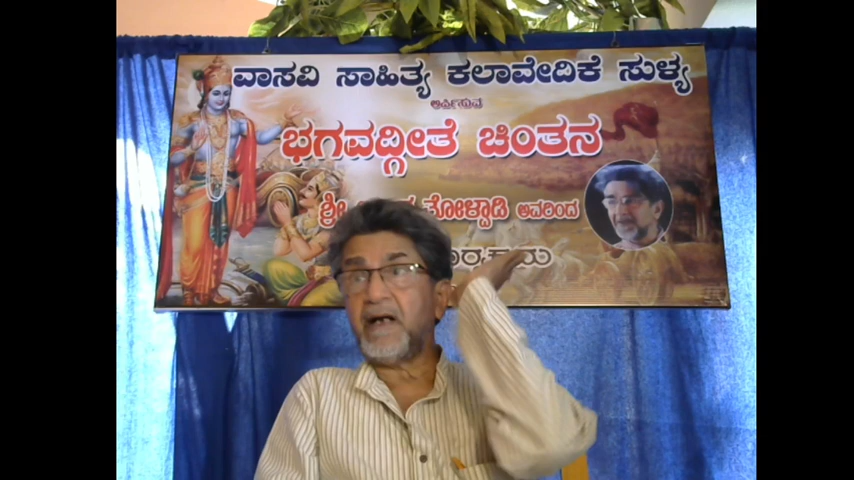 ವಾಸವಿ ಸಾಹಿತ್ಯ ಕಲಾವೇದಿಕೆ ಸುಳ್ಯ
ಅರ್ಪಿಸುವ
ಭಗವದ್ಗೀತೆ ಚಿಂತನ
ಶ್ರೀ ತೋಳ್ಪಾಡಿ ಅವರಿಂದ